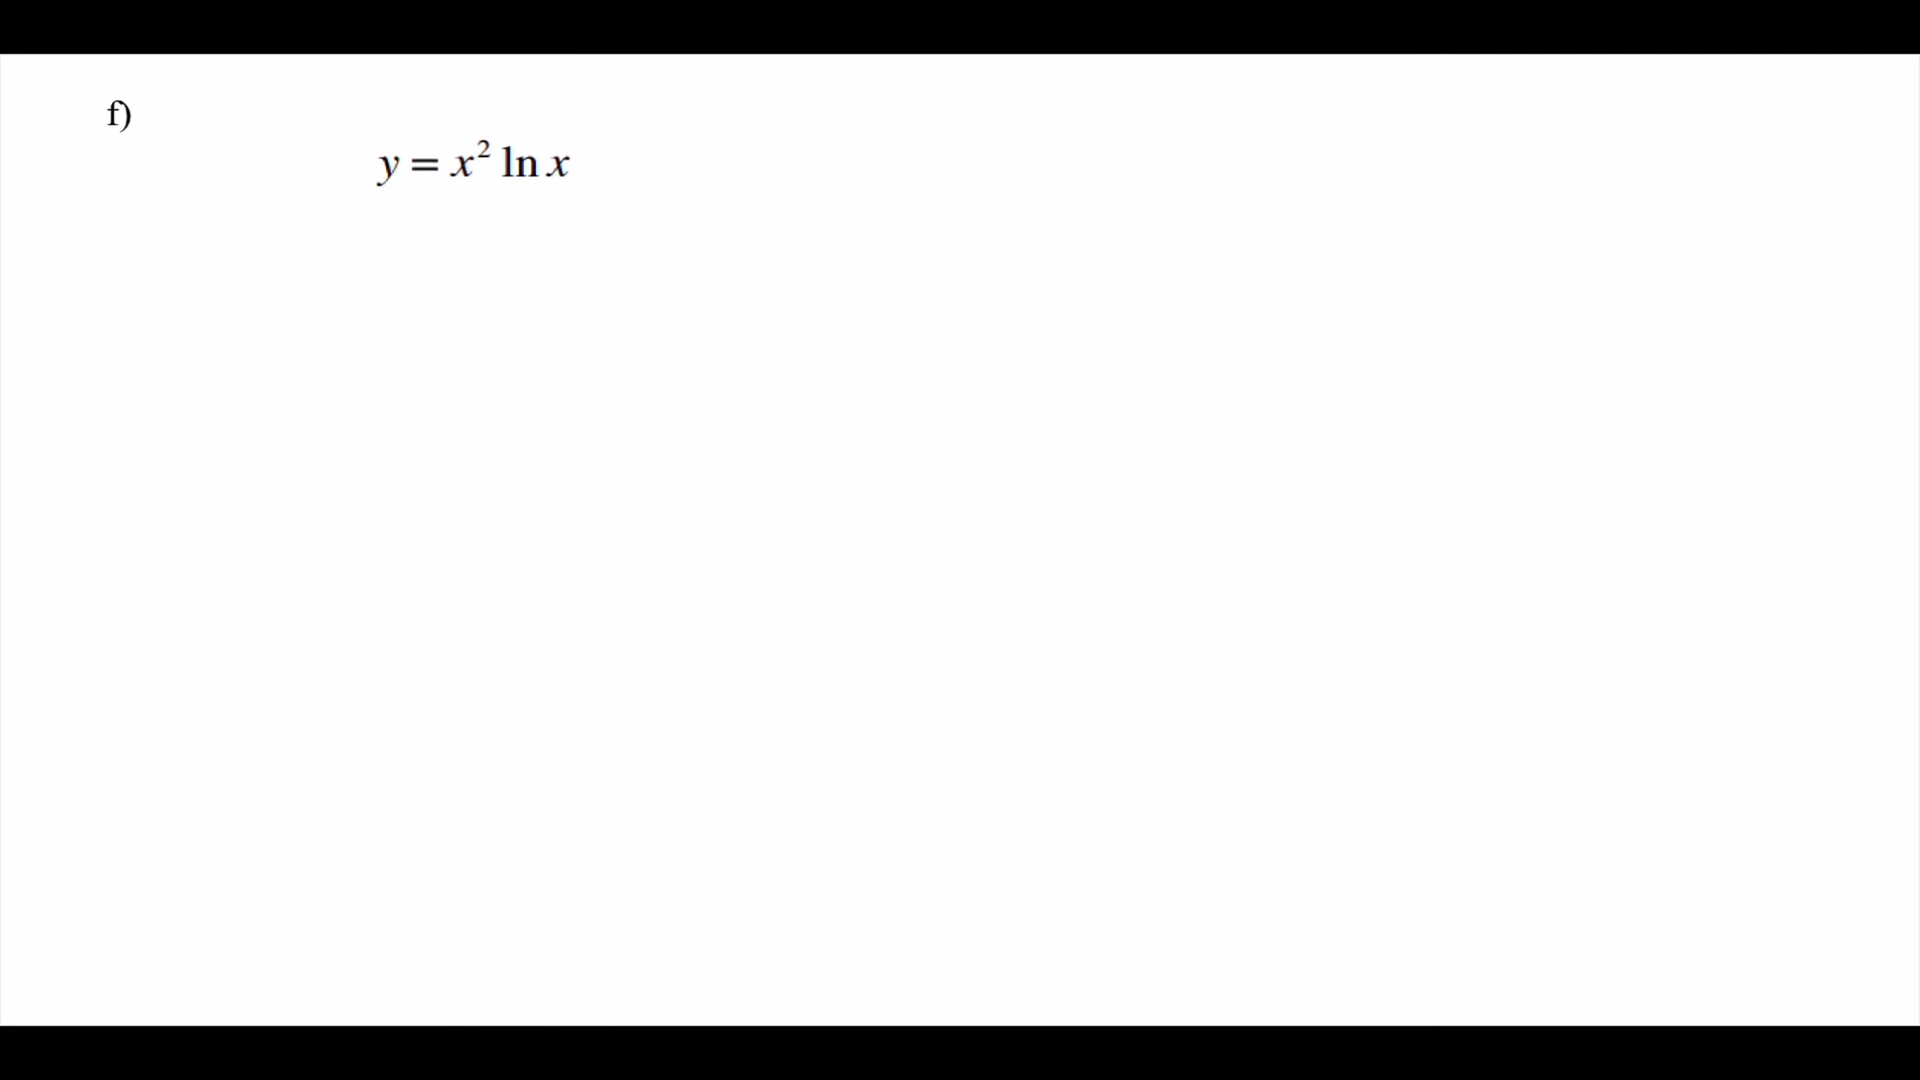 f)
y = x² ln x